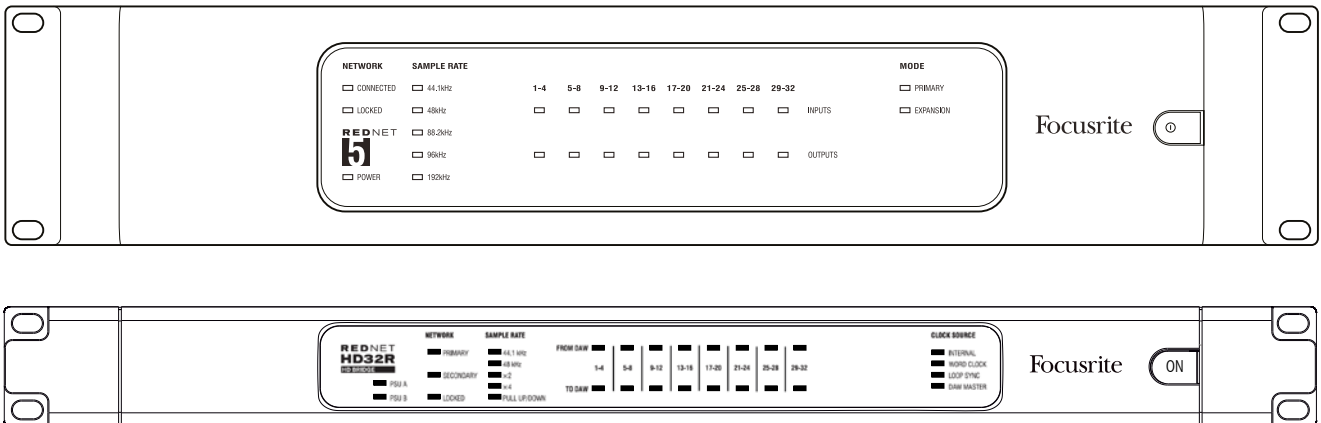 NETWORK SAMPLE RATE MODE
CONNECTED 44.1kHz 1-4 5-8 9-12 13-16 17-20 21-24 25-28 29-32 PRIMARY
LOCKED 48kHz INPUTS EXPANSION
REDNET 88.2kHz Focusrite
5 96kHz OUTPUTS
POWER 192kHz
NETWORK SAMPLE RATE CLOCK SOURCE
REDNET PRIMARY 44.1 kHz FROM DAW INTERNAL
HD32R 48 kHz WORD CLOCK
HD BRIDGE SECONDARY x2 1-4 5-8 9-12 13-16 17-20 21-24 25-28 29-32 LOOP SYNC Focusrite ON
PSU A x4 TO DAW DAW MASTER
PSU B LOCKED PULL UP/DOWN